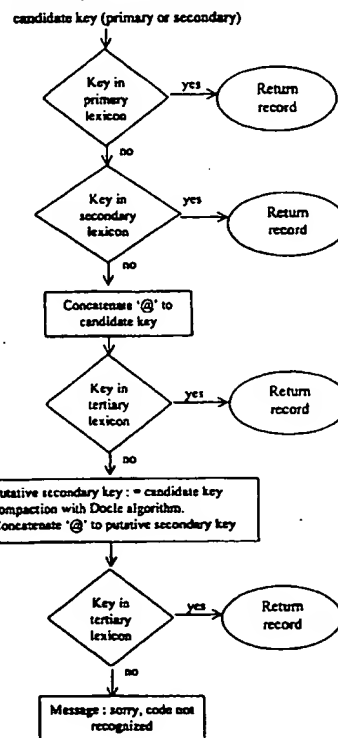 candidate key (primary or secondary)
Key in
primary
lexicon
yes
Return
record
no
Key in
secondary
lexicon
yes
Return
record
no
Concatenate '@' to
candidate key
Key in
tertiary
lexicon
yes
Return
record
no
utative secondary key : = candidate key
ompaction with Docle algorithm.
Concatenate '@' to putative secondary key
Key in
tertiary
lexicon
yes
Return
record
no
Message : sorry, code not
recognized